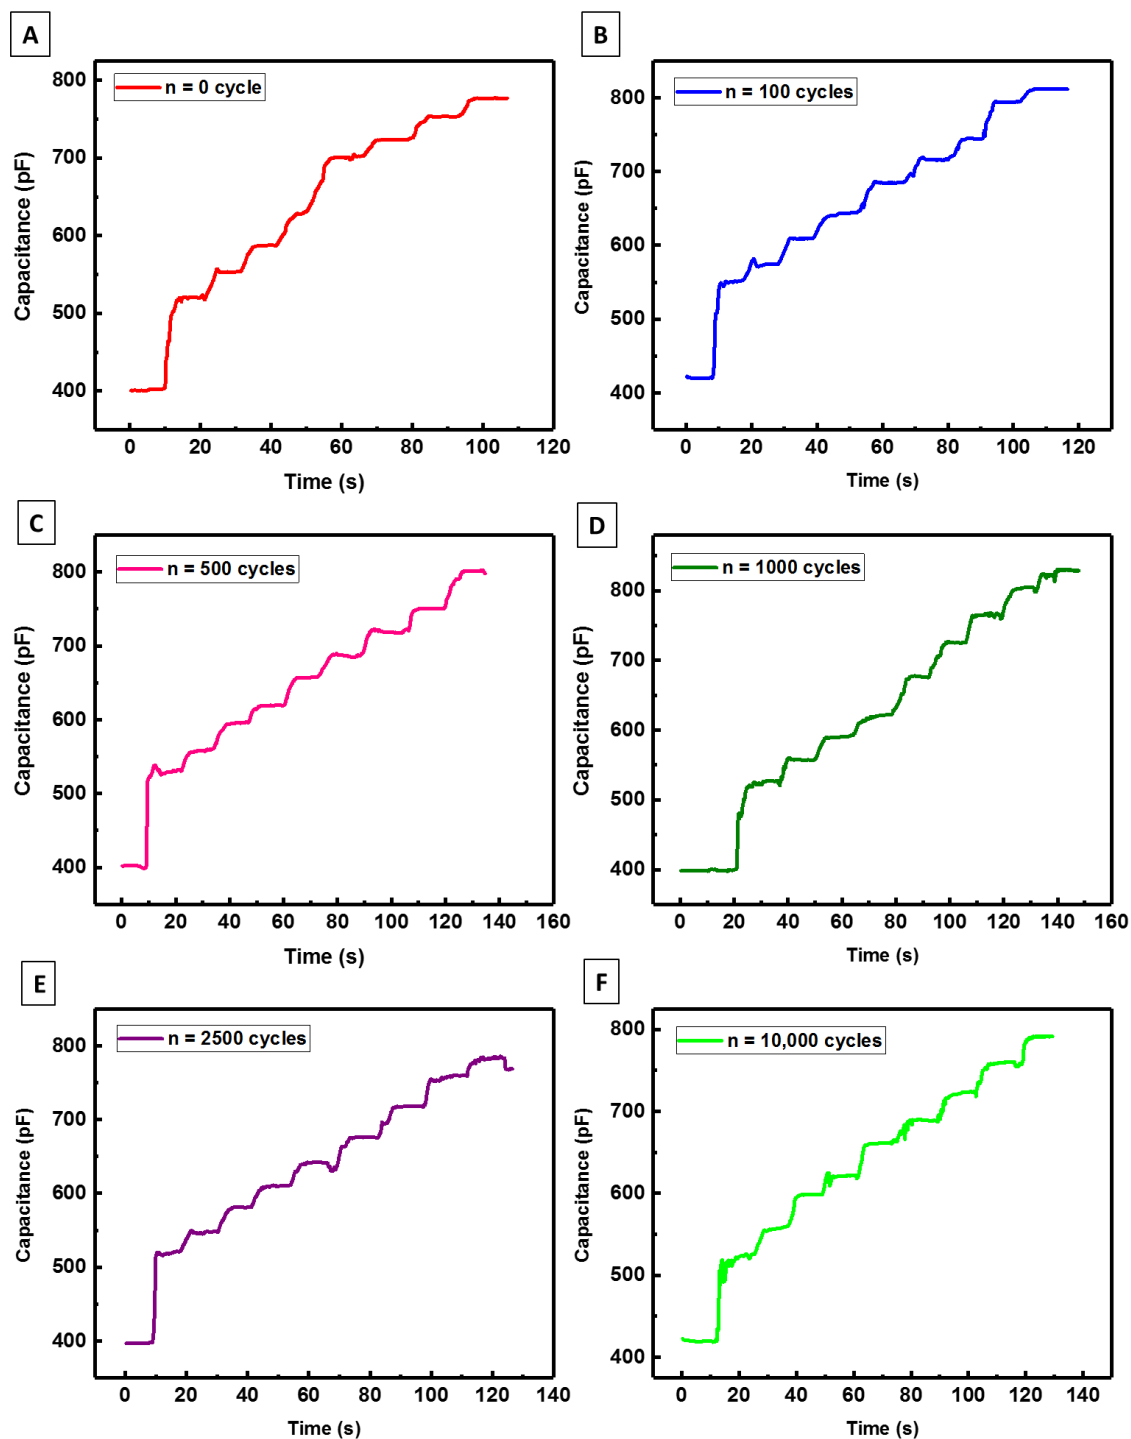 A
n = 0 cycle
Capacitance (pF)
800
700
600
500
400
0 20 40 60 80 100 120
Time (s)
B
n = 100 cycles
Capacitance (pF)
800
700
600
500
400
0 20 40 60 80 100 120
Time (s)
C
n = 500 cycles
Capacitance (pF)
800
700
600
500
400
0 20 40 60 80 100 120 140 160
Time (s)
D
n = 1000 cycles
Capacitance (pF)
800
700
600
500
400
0 20 40 60 80 100 120 140 160
Time (s)
E
n = 2500 cycles
Capacitance (pF)
800
700
600
500
400
0 20 40 60 80 100 120 140
Time (s)
F
n = 10,000 cycles
Capacitance (pF)
800
700
600
500
400
0 20 40 60 80 100 120 140
Time (s)